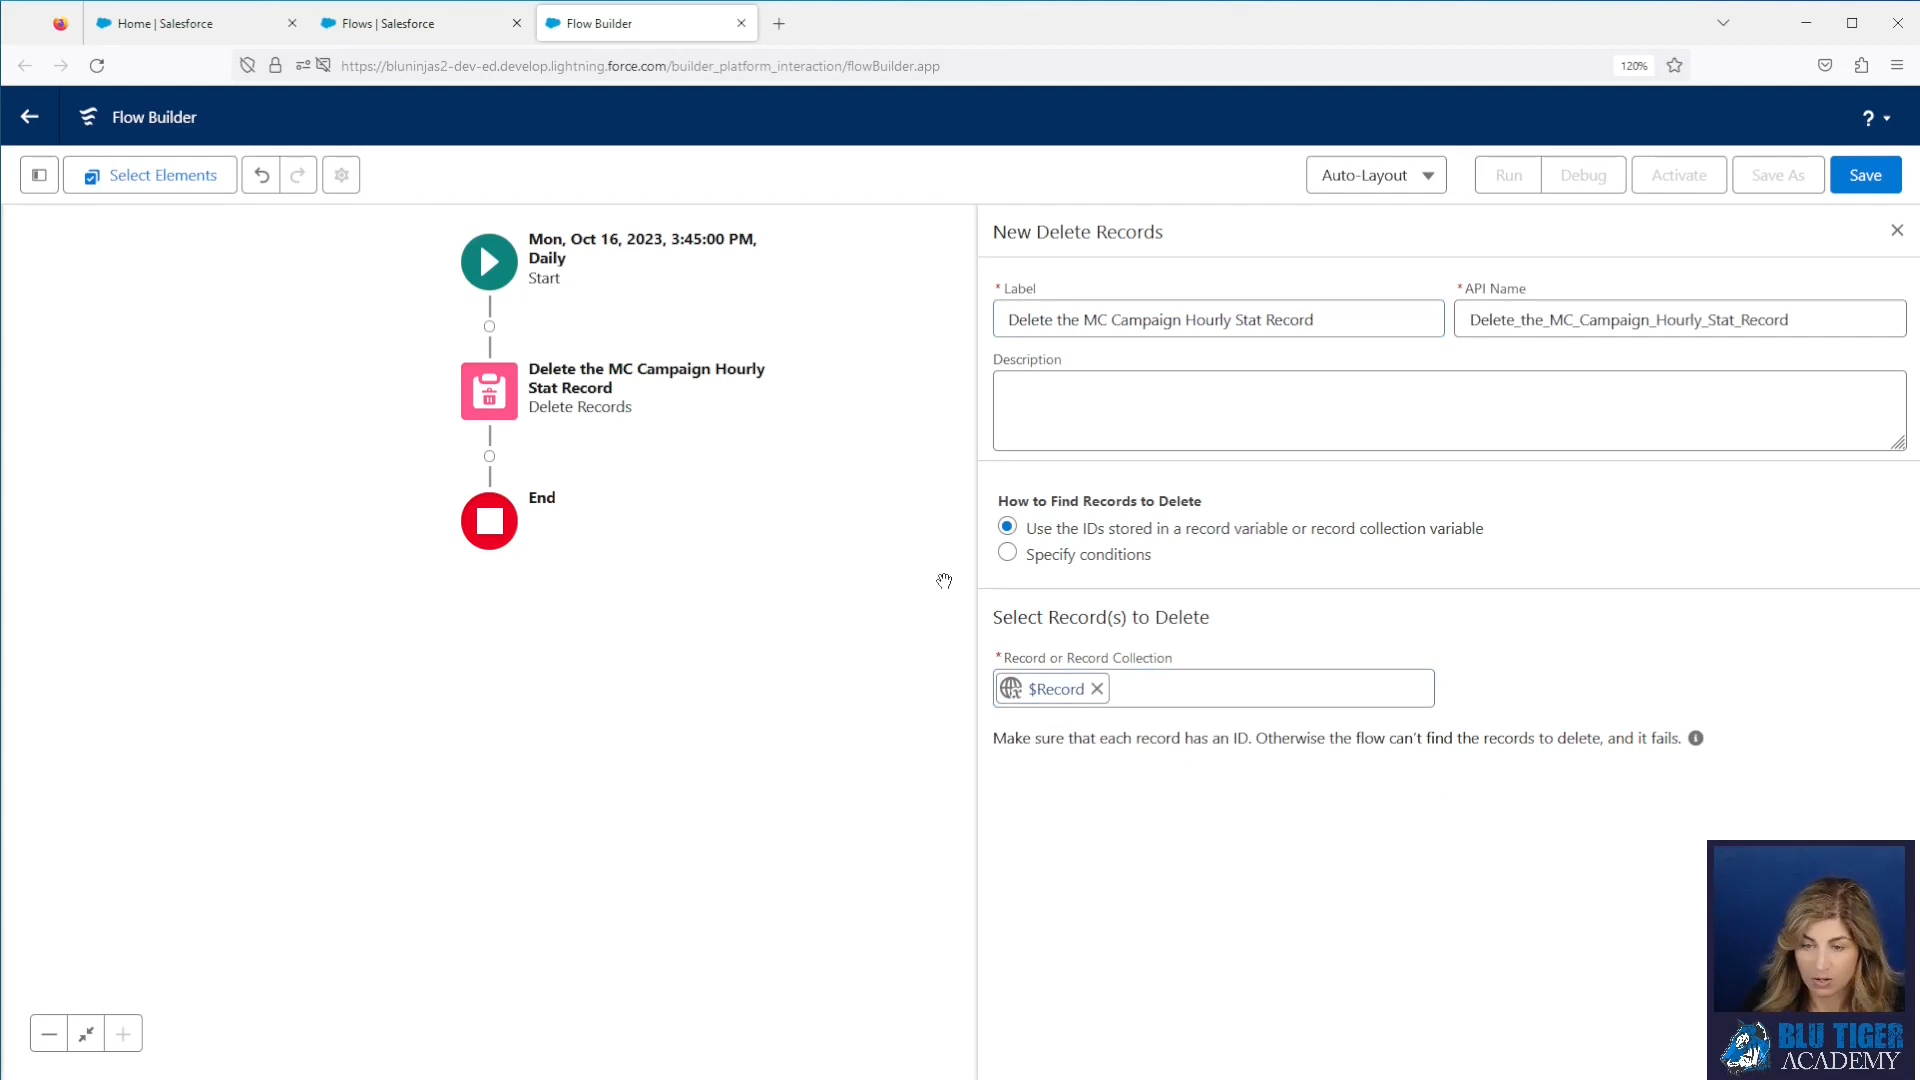 Home | Salesforce
Flows | Salesforce
Flow Builder
https://bluninjas2-dev-ed.develop.lightning.force.com/builder_platform_interaction/flowBuilder.app
120%
Flow Builder
?
Select Elements
Auto-Layout
Run
Debug
Activate
Save As
Save
Mon, Oct 16, 2023, 3:45:00 PM,
Daily
Start
Delete the MC Campaign Hourly
Stat Record
Delete Records
End
New Delete Records
* Label
Delete the MC Campaign Hourly Stat Record
* API Name
Delete_the_MC_Campaign_Hourly_Stat_Record
Description
How to Find Records to Delete
Use the IDs stored in a record variable or record collection variable
Specify conditions
Select Record(s) to Delete
* Record or Record Collection
$Record
Make sure that each record has an ID. Otherwise the flow can't find the records to delete, and it fails.
BLU TIGER
ACADEMY